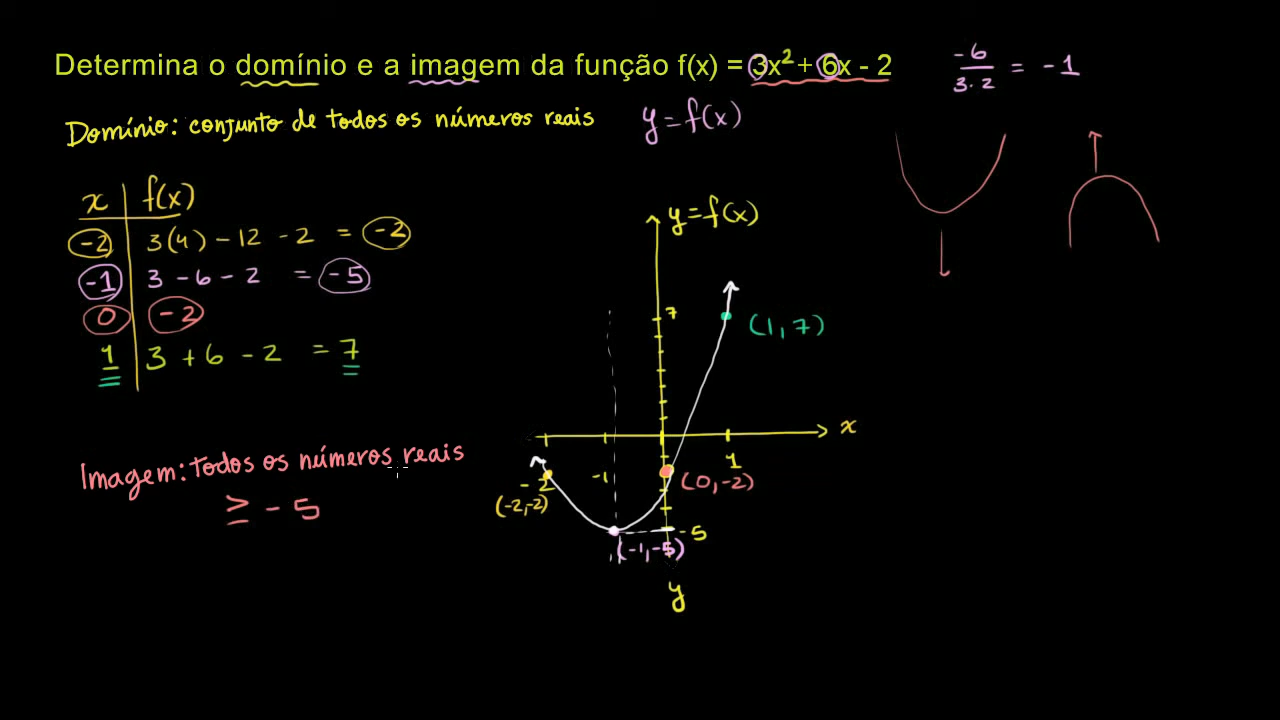 Determina o domínio e a imagem da função f(x) = 3x² + 6x - 2
-6
3·2
= -1
Domínio: conjunto de todos os números reais
y = f(x)
x | f(x)
-2 | 3(4) - 12 - 2 = -2
-1 | 3 - 6 - 2 = -5
0 | -2
1 | 3 + 6 - 2 = 7
Imagem: todos os números reais
≥ -5
y = f(x)
7
(1, 7)
x
-2
-1
1
(-2, -2)
(0, -2)
-5
(-1, -5)
y